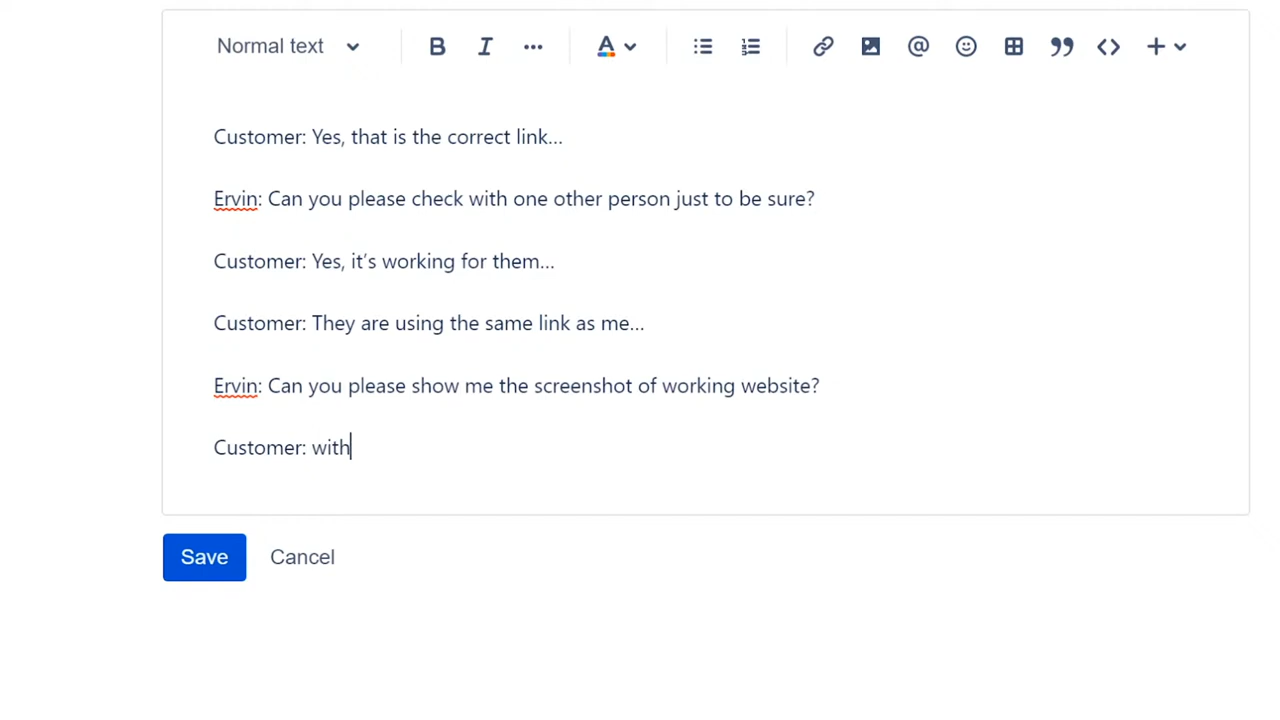 Normal text
Customer: Yes, that is the correct link...
Ervin: Can you please check with one other person just to be sure?
Customer: Yes, it’s working for them...
Customer: They are using the same link as me...
Ervin: Can you please show me the screenshot of working website?
Customer: with
Save Cancel